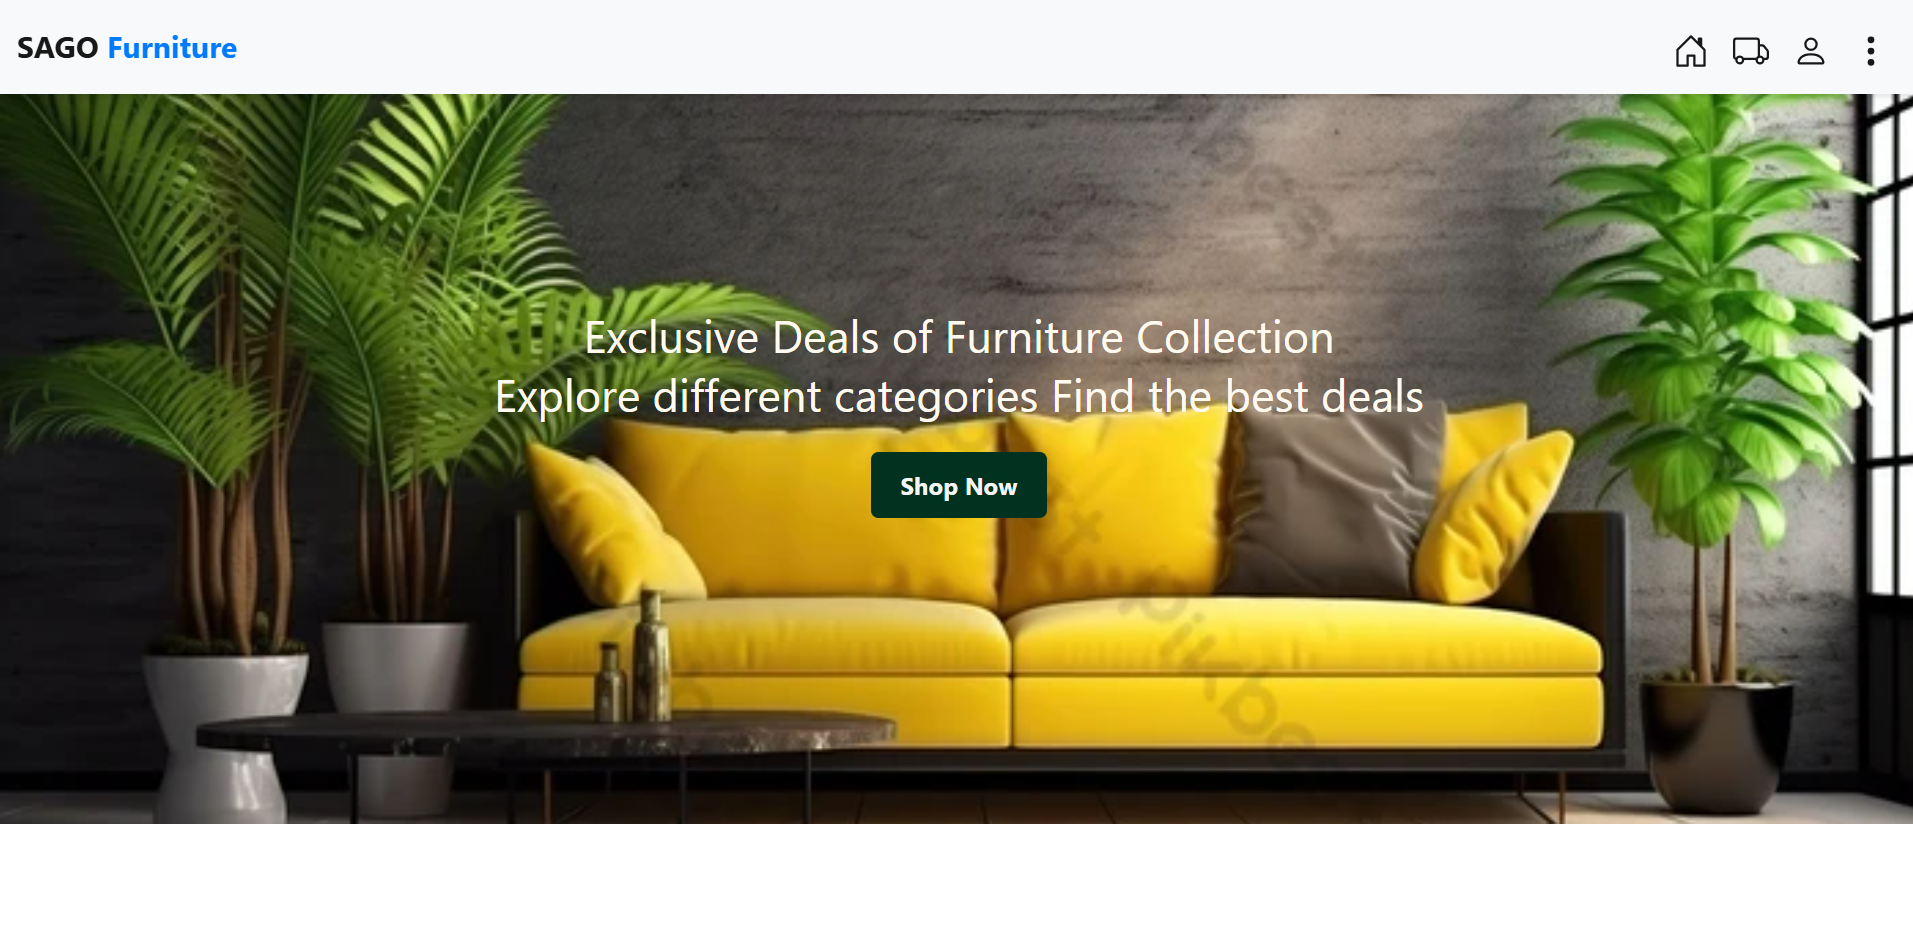 SAGO Furniture
Exclusive Deals of Furniture Collection
Explore different categories Find the best deals
Shop Now